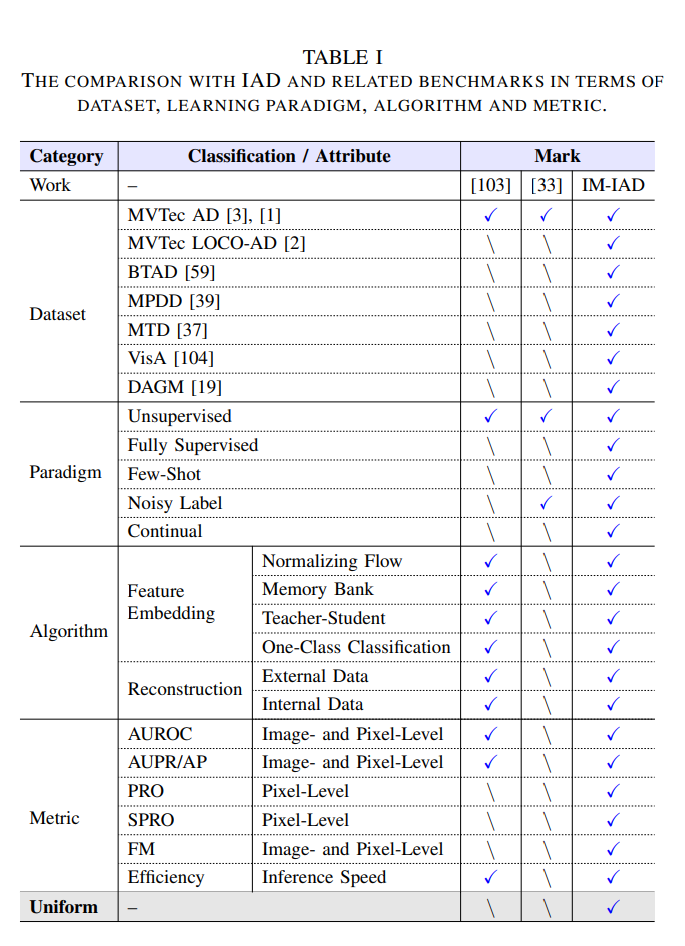 TABLE I
THE COMPARISON WITH IAD AND RELATED BENCHMARKS IN TERMS OF
DATASET, LEARNING PARADIGM, ALGORITHM AND METRIC.
Category Classification / Attribute Mark
Work – [103] [33] IM-IAD
Dataset
MVTec AD [3], [1] ✓ ✓ ✓
MVTec LOCO-AD [2] \ \ ✓
BTAD [59] \ \ ✓
MPDD [39] \ \ ✓
MTD [37] \ \ ✓
VisA [104] \ \ ✓
DAGM [19] \ \ ✓
Paradigm
Unsupervised ✓ ✓ ✓
Fully Supervised \ \ ✓
Few-Shot \ \ ✓
Noisy Label \ ✓ ✓
Continual \ \ ✓
Algorithm
Feature
Embedding
Normalizing Flow ✓ \ ✓
Memory Bank ✓ \ ✓
Teacher-Student ✓ \ ✓
One-Class Classification ✓ \ ✓
Reconstruction
External Data ✓ \ ✓
Internal Data ✓ \ ✓
Metric
AUROC Image- and Pixel-Level ✓ \ ✓
AUPR/AP Image- and Pixel-Level ✓ \ ✓
PRO Pixel-Level \ \ ✓
SPRO Pixel-Level \ \ ✓
FM Image- and Pixel-Level \ \ ✓
Efficiency Inference Speed ✓ \ ✓
Uniform – \ \ ✓